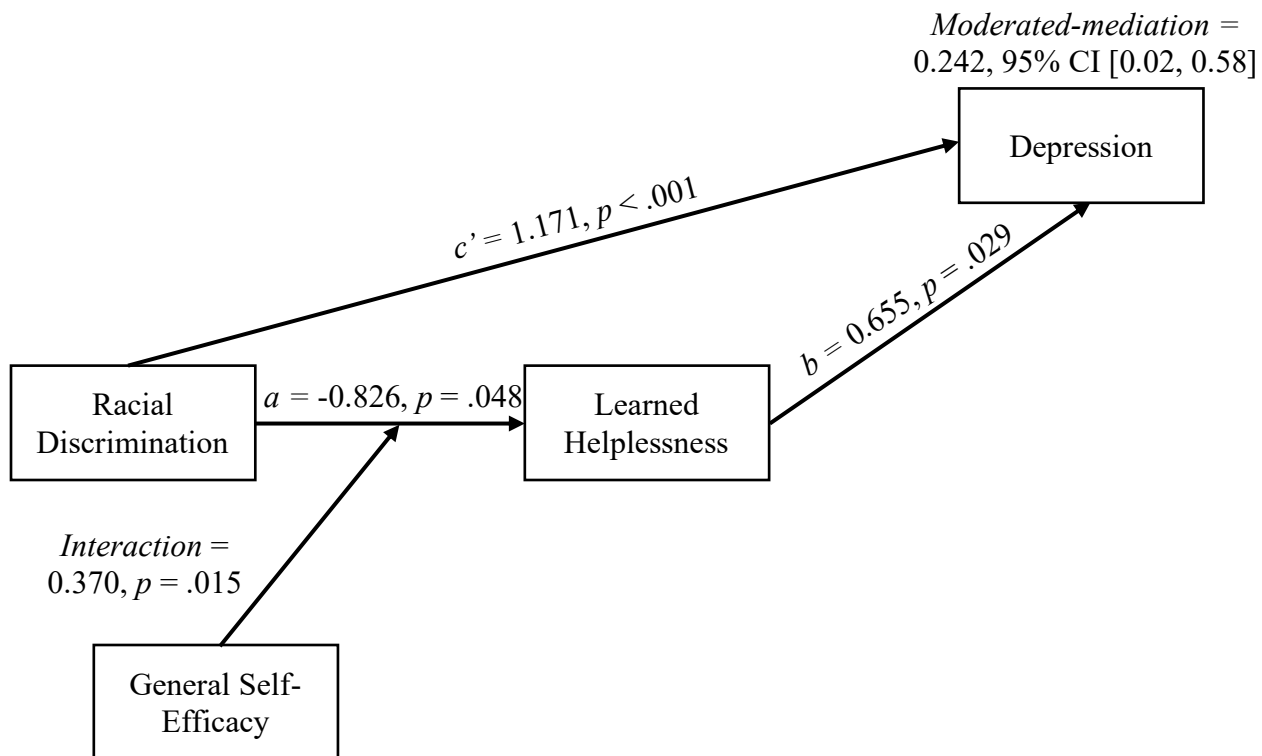 Moderated-mediation =
0.242, 95% CI [0.02, 0.58]
Depression
c’ = 1.171, p < .001
b = 0.655, p = .029
Racial
Discrimination
a = -0.826, p = .048
Learned
Helplessness
Interaction =
0.370, p = .015
General Self-
Efficacy